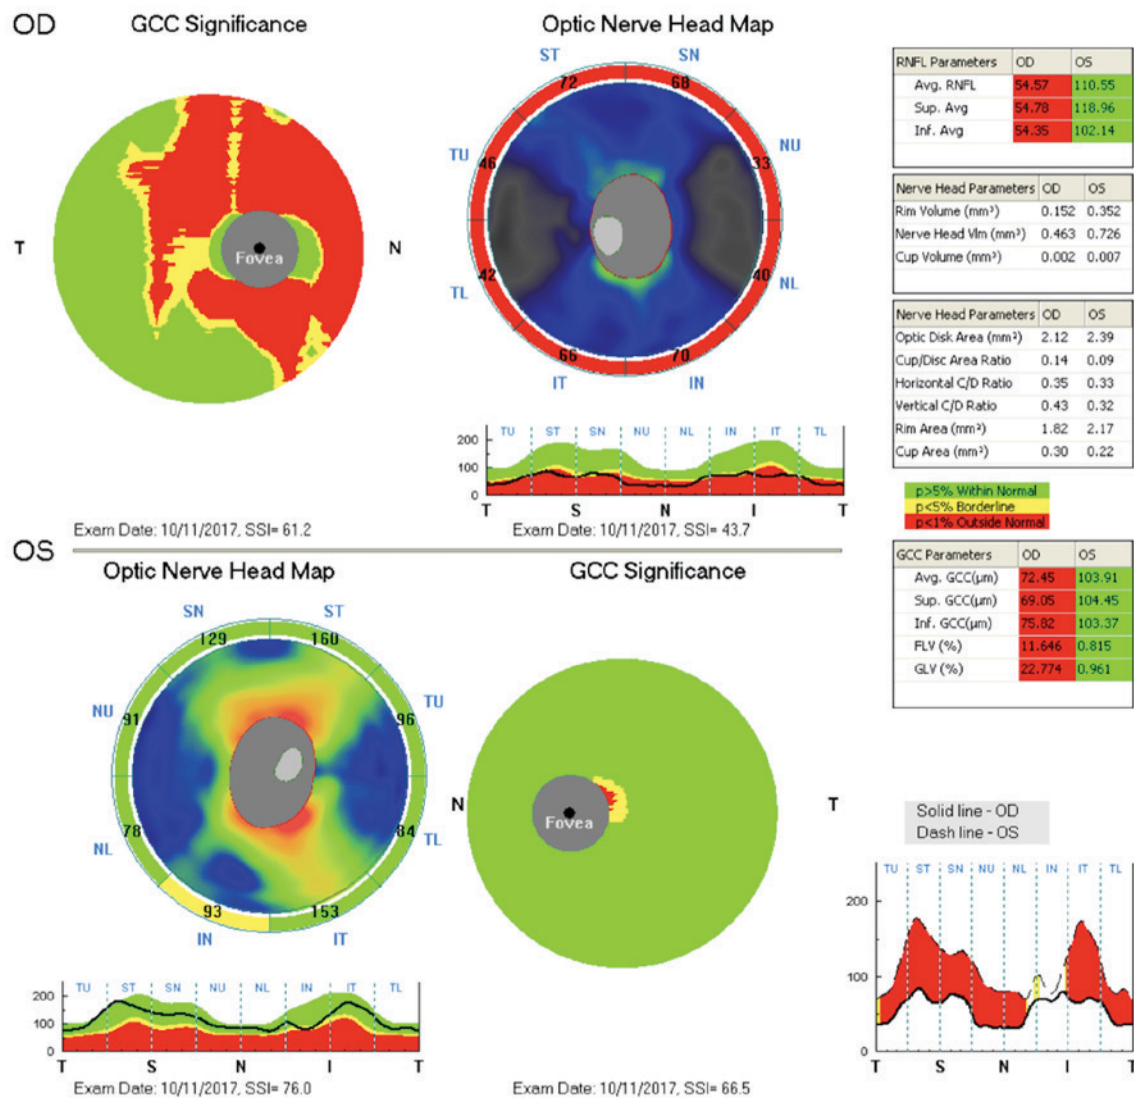 OD
GCC Significance
Optic Nerve Head Map
ST
SN
72
68
TU
NU
46
33
T
Fovea
N
42
40
TL
NL
66
70
IT
IN
TU ST SN NU NL IN IT TL
200
100
0
T S N I T
Exam Date: 10/11/2017, SSI= 61.2
Exam Date: 10/11/2017, SSI= 43.7
RNFL Parameters OD OS
Avg. RNFL 54.57 110.55
Sup. Avg 54.78 118.96
Inf. Avg 54.35 102.14
Nerve Head Parameters OD OS
Rim Volume (mm³) 0.152 0.352
Nerve Head Vlm (mm³) 0.463 0.726
Cup Volume (mm³) 0.002 0.007
Nerve Head Parameters OD OS
Optic Disk Area (mm²) 2.12 2.39
Cup/Disc Area Ratio 0.14 0.09
Horizontal C/D Ratio 0.35 0.33
Vertical C/D Ratio 0.43 0.32
Rim Area (mm²) 1.82 2.17
Cup Area (mm²) 0.30 0.22
p>5% Within Normal
p<5% Borderline
p<1% Outside Normal
GCC Parameters OD OS
Avg. GCC(µm) 72.45 103.91
Sup. GCC(µm) 69.05 104.45
Inf. GCC(µm) 75.82 103.37
FLV (%) 11.646 0.815
GLV (%) 22.774 0.961
OS
Optic Nerve Head Map
GCC Significance
SN
ST
129
160
NU
TU
91
96
N
Fovea
T
78
84
NL
TL
93
153
IN
IT
TU ST SN NU NL IN IT TL
200
100
0
T S N I T
Exam Date: 10/11/2017, SSI= 76.0
Exam Date: 10/11/2017, SSI= 66.5
Solid line - OD
Dash line - OS
TU ST SN NU NL IN IT TL
200
100
0
T S N I T